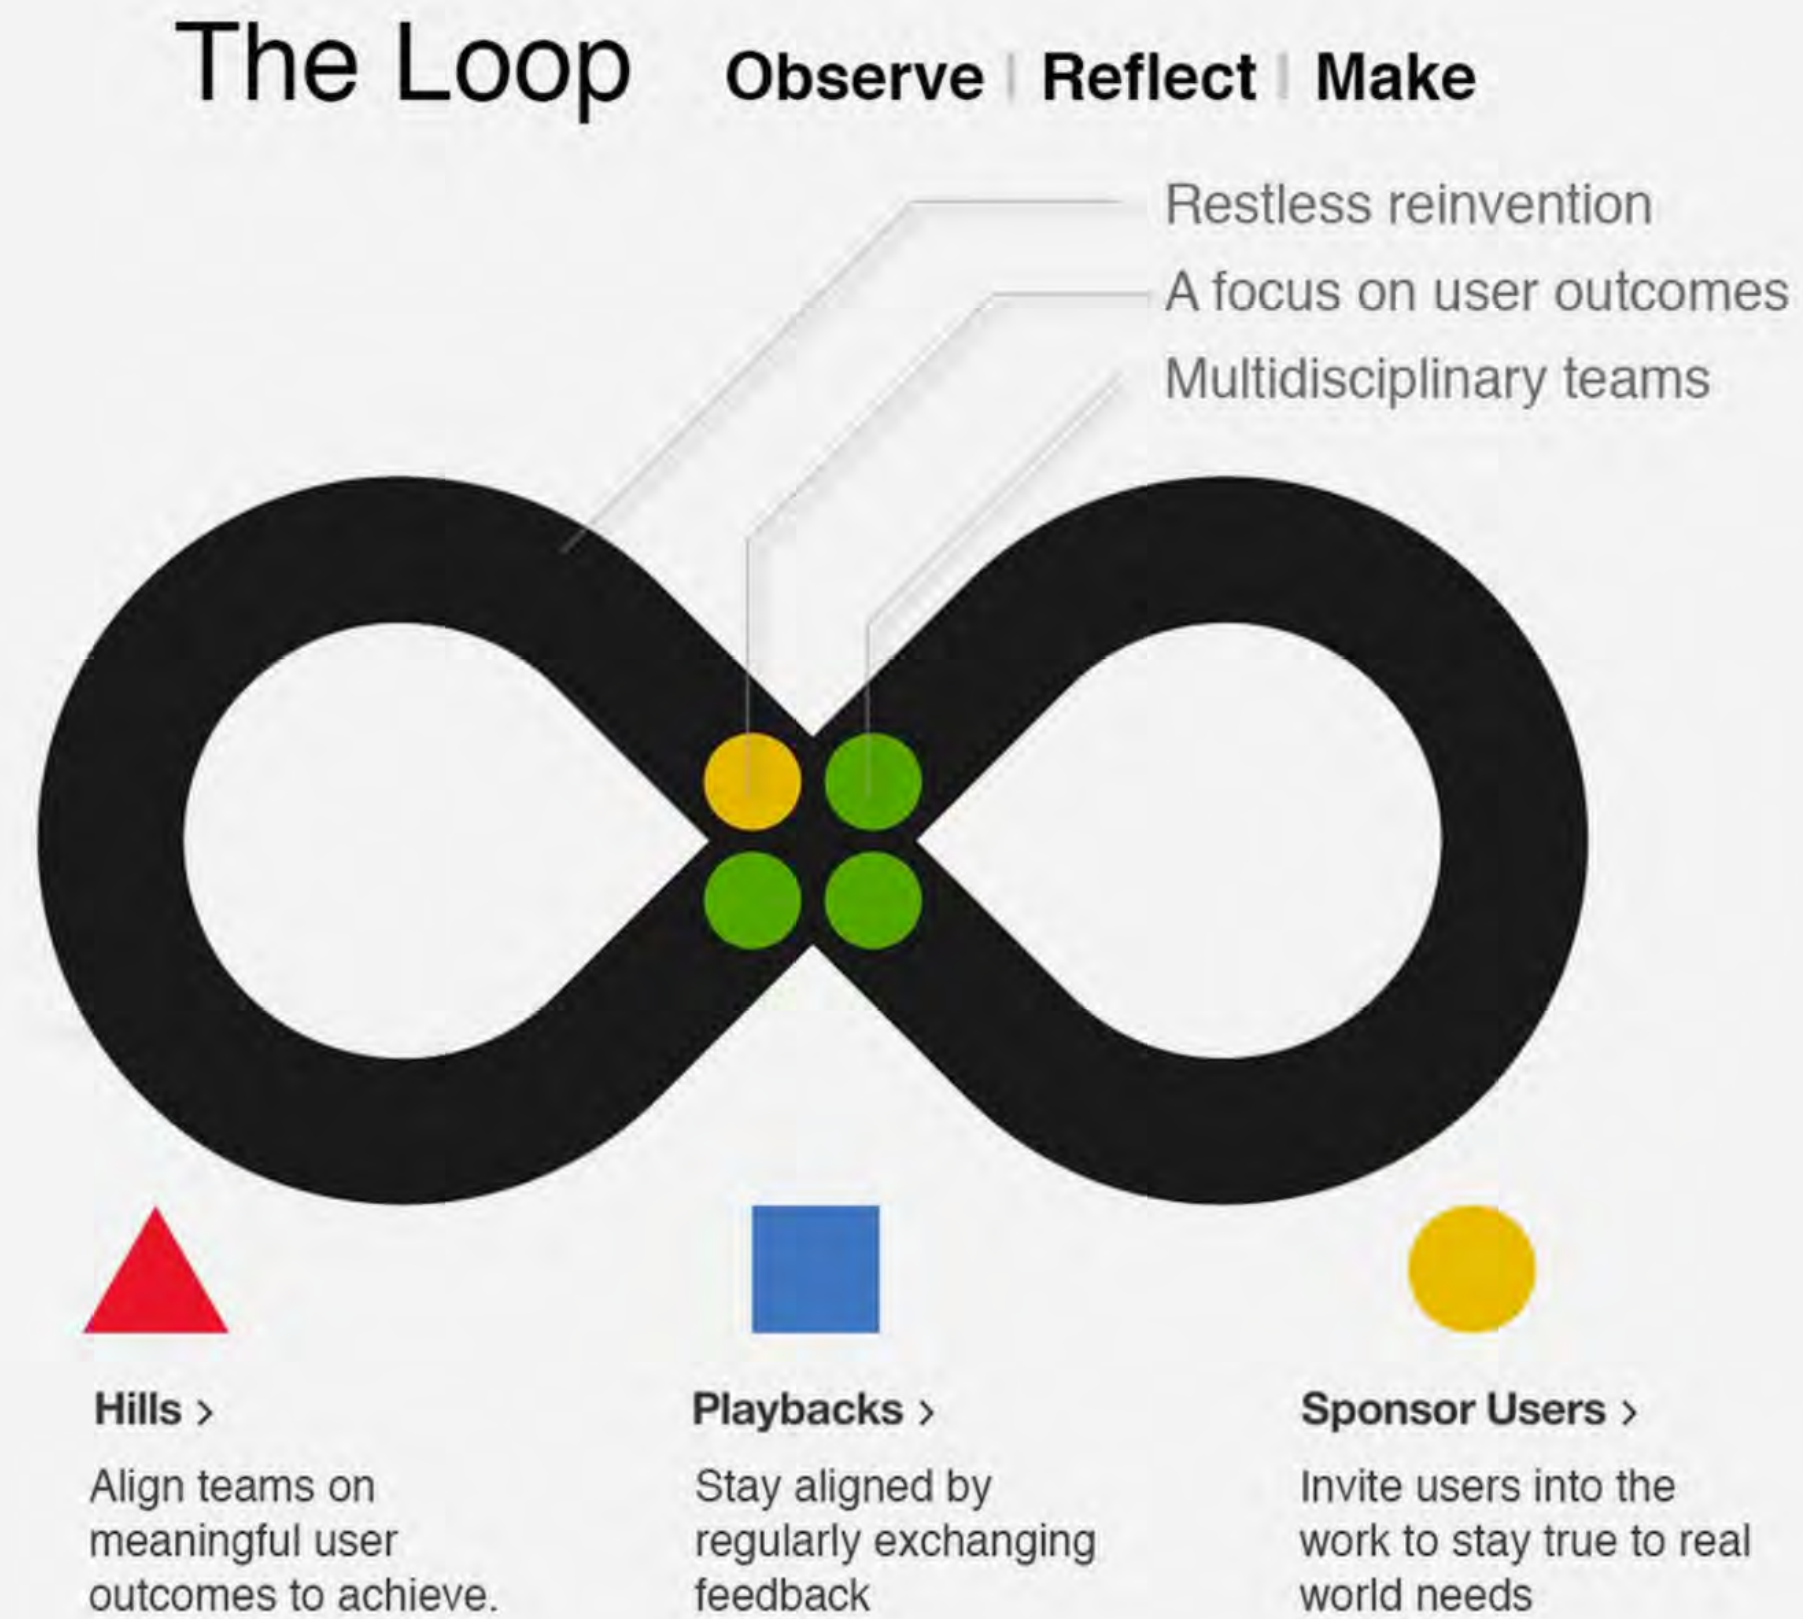 The Loop Observe | Reflect | Make
Restless reinvention
A focus on user outcomes
Multidisciplinary teams
Hills >
Align teams on
meaningful user
outcomes to achieve.
Playbacks >
Stay aligned by
regularly exchanging
feedback
Sponsor Users >
Invite users into the
work to stay true to real
world needs